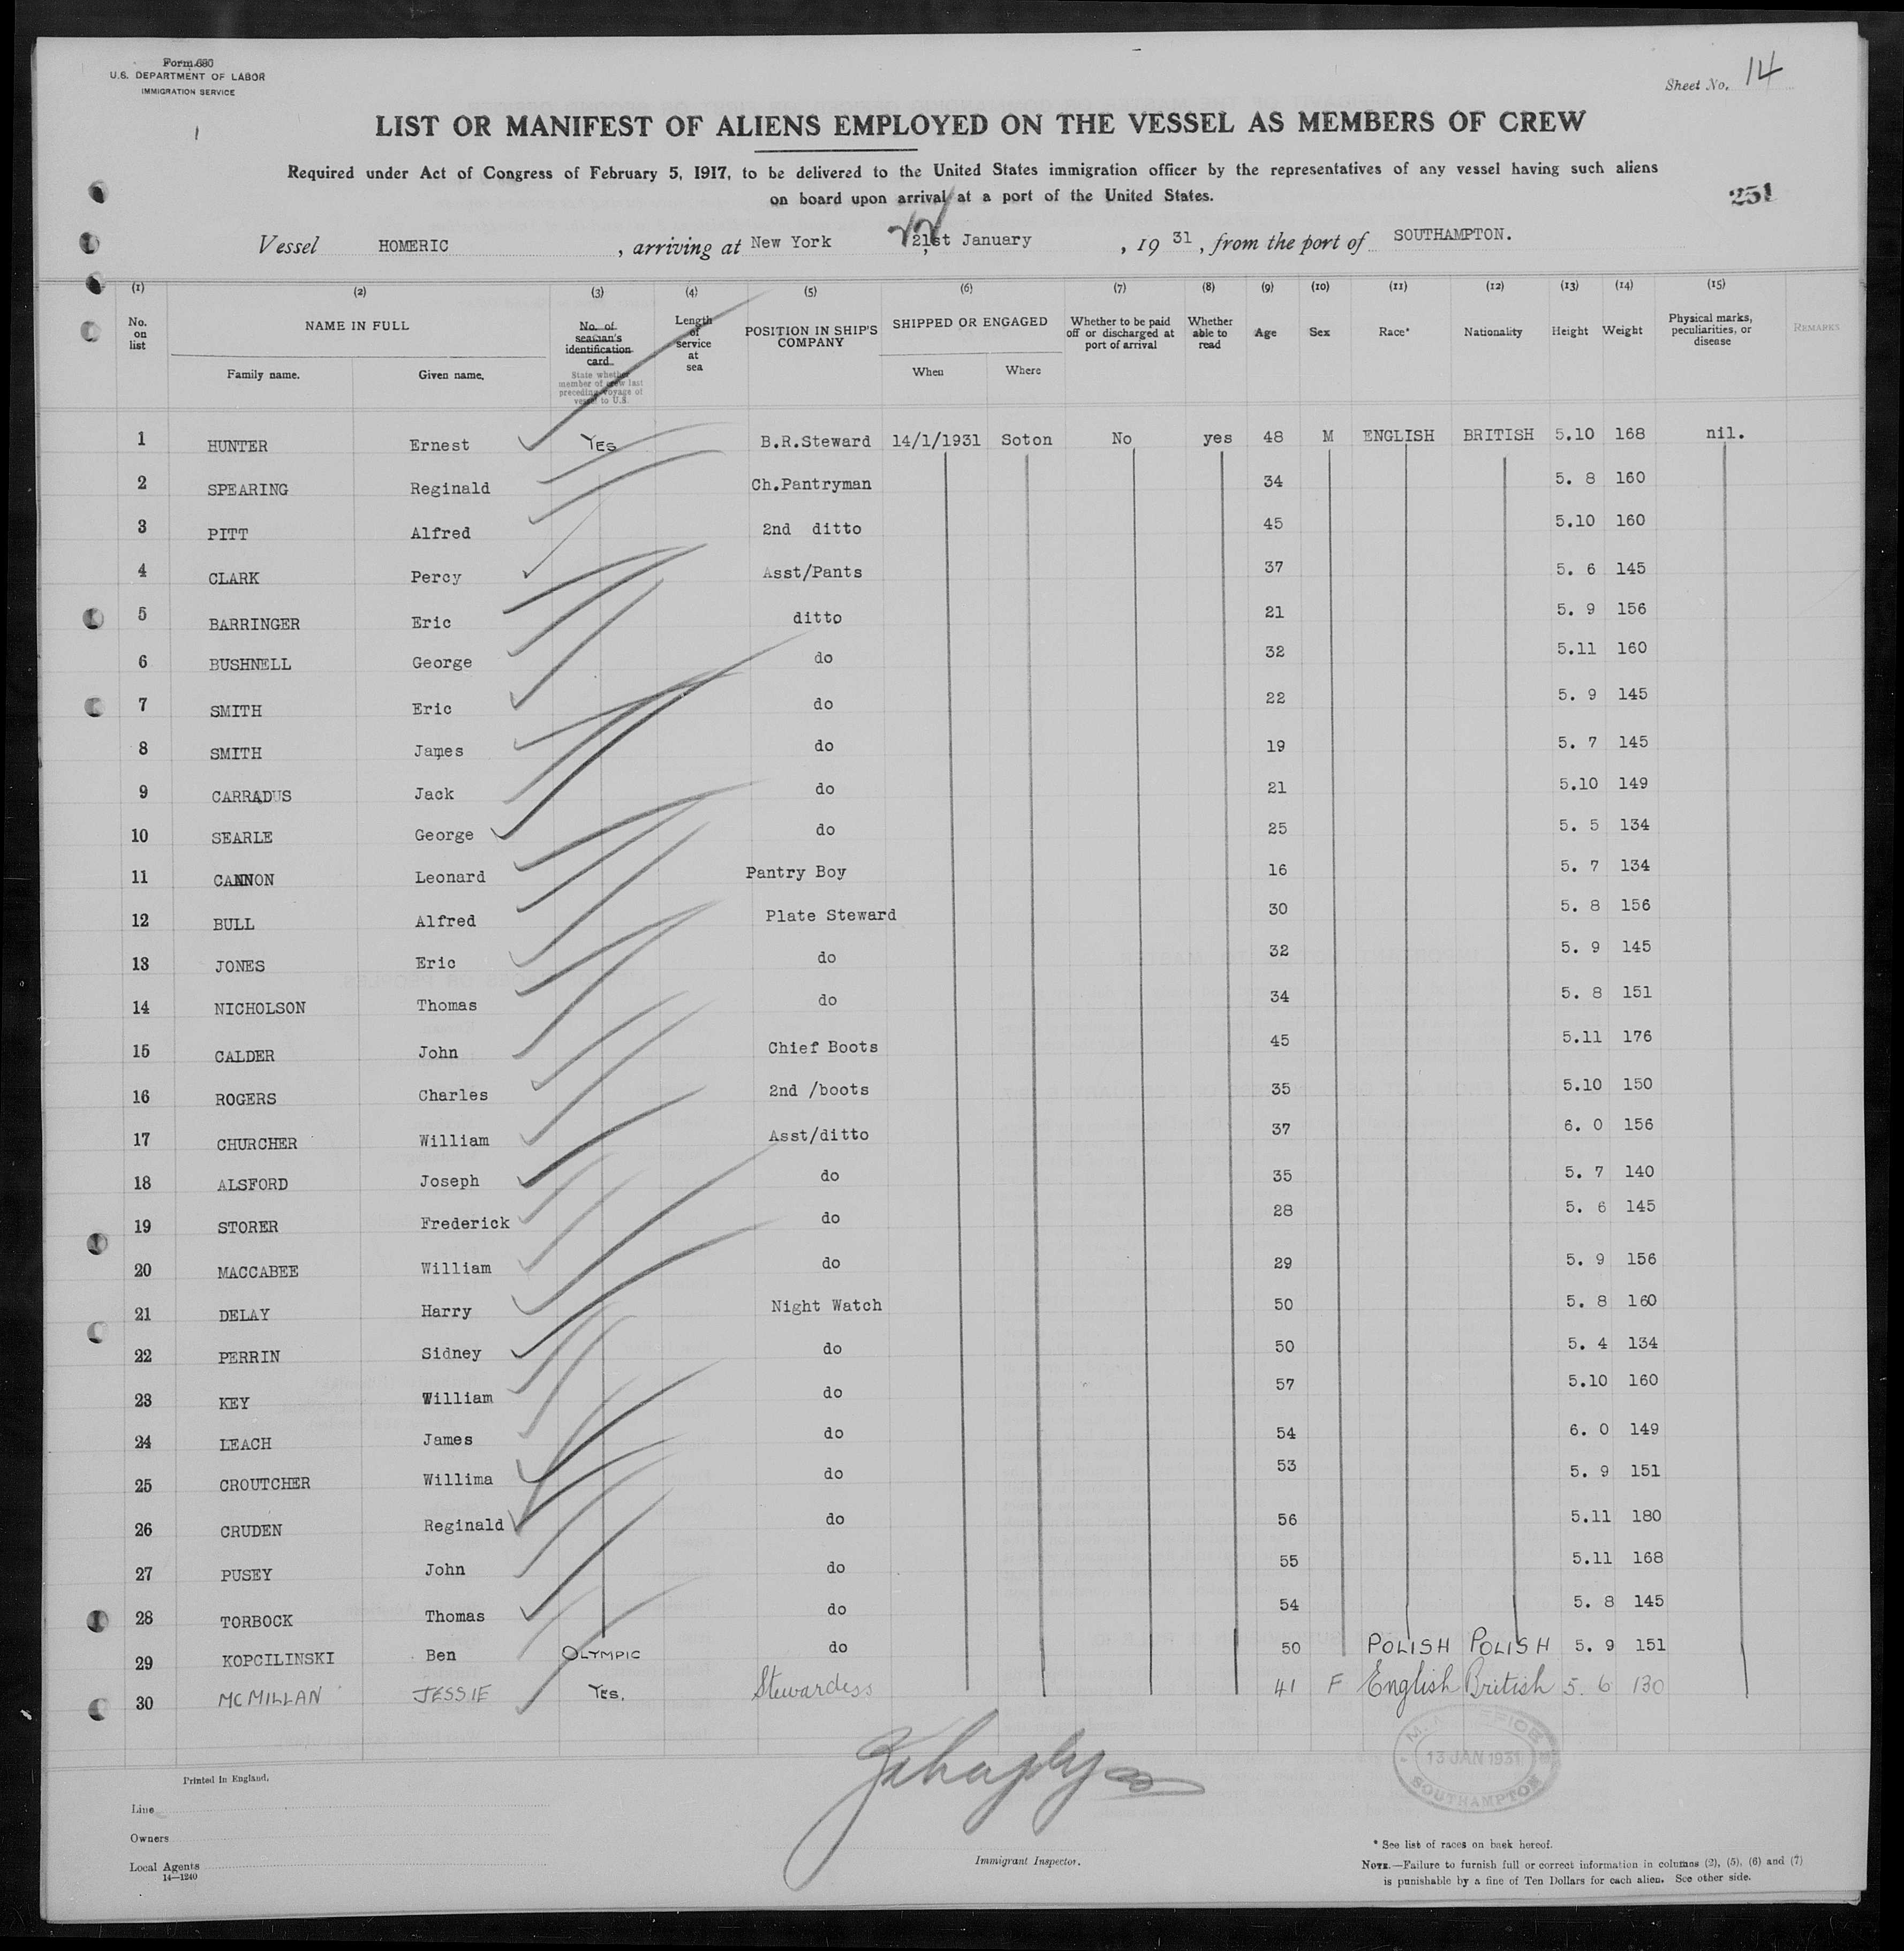 Form 680
U.S. DEPARTMENT OF LABOR
IMMIGRATION SERVICE
Sheet No. 14
LIST OR MANIFEST OF ALIENS EMPLOYED ON THE VESSEL AS MEMBERS OF CREW
Required under Act of Congress of February 5, 1917, to be delivered to the United States immigration officer by the representatives of any vessel having such aliens
on board upon arrival at a port of the United States.
251
Vessel HOMERIC, arriving at New York 21st January, 1931, from the port of SOUTHAMPTON.
(1) (2) (3) (4) (5) (6) (7) (8) (9) (10) (11) (12) (13) (14) (15)
No. on list NAME IN FULL Family name. Given name. No. of seaman's identification card. State whether member of crew last preceding voyage of vessel to U.S. Length of service at sea POSITION IN SHIP'S COMPANY SHIPPED OR ENGAGED When Where Whether to be paid off or discharged at port of arrival Whether able to read Age Sex Race* Nationality Height Weight Physical marks, peculiarities, or disease REMARKS
1 HUNTER Ernest YES B.R.Steward 14/1/1931 Soton No yes 48 M ENGLISH BRITISH 5.10 168 nil.
2 SPEARING Reginald Ch.Pantryman 34 5. 8 160
3 PITT Alfred 2nd ditto 45 5.10 160
4 CLARK Percy Asst/Pants 37 5. 6 145
5 BARRINGER Eric ditto 21 5. 9 156
6 BUSHNELL George do 32 5.11 160
7 SMITH Eric do 22 5. 9 145
8 SMITH James do 19 5. 7 145
9 CARRADUS Jack do 21 5.10 149
10 SEARLE George do 25 5. 5 134
11 CANNON Leonard Pantry Boy 16 5. 7 134
12 BULL Alfred Plate Steward 30 5. 8 156
13 JONES Eric do 32 5. 9 145
14 NICHOLSON Thomas do 34 5. 8 151
15 CALDER John Chief Boots 45 5.11 176
16 ROGERS Charles 2nd /boots 35 5.10 150
17 CHURCHER William Asst/ditto 37 6. 0 156
18 ALSFORD Joseph do 35 5. 7 140
19 STORER Frederick do 28 5. 6 145
20 MACCABEE William do 29 5. 9 156
21 DELAY Harry Night Watch 50 5. 8 160
22 PERRIN Sidney do 50 5. 4 134
23 KEY William do 57 5.10 160
24 LEACH James do 54 6. 0 149
25 CROUTCHER Willima do 53 5. 9 151
26 CRUDEN Reginald do 56 5.11 180
27 PUSEY John do 55 5.11 168
28 TORBOCK Thomas do 54 5. 8 145
29 KOPCILINSKI Ben OLYMPIC do 50 POLISH POLISH 5. 9 151
30 MCMILLAN JESSIE YES. Stewardess 41 F English British 5. 6 130
13 JAN 1931
SOUTHAMPTON
Printed in England.
Line
Owners
Local Agents
14—1240
Immigrant Inspector.
* See list of races on back hereof.
NOTE.—Failure to furnish full or correct information in columns (2), (5), (6) and (7)
is punishable by a fine of Ten Dollars for each alien. See other side.